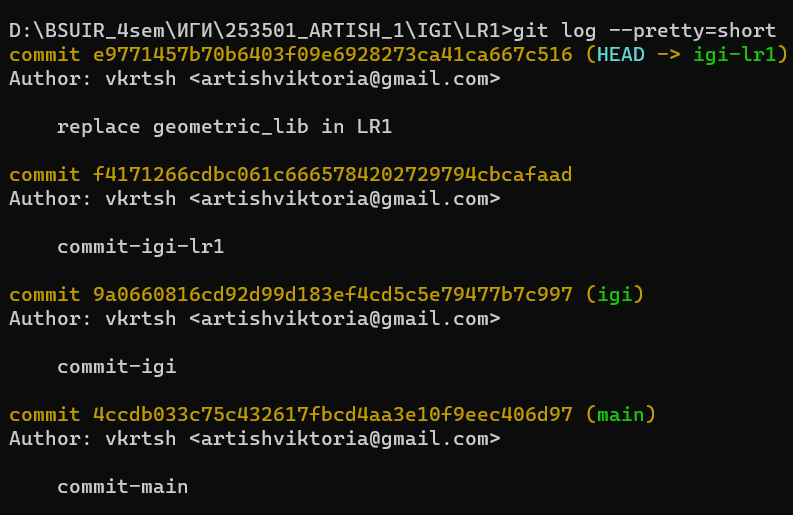 D:\BSUIR_4sem\ИГИ\253501_ARTISH_1\IGI\LR1>git log --pretty=short
commit e9771457b70b6403f09e6928273ca41ca667c516 (HEAD -> igi-lr1)
Author: vkrtsh <artishviktoria@gmail.com>
replace geometric_lib in LR1
commit f4171266cdbc061c6665784202729794cbcafaad
Author: vkrtsh <artishviktoria@gmail.com>
commit-igi-lr1
commit 9a0660816cd92d99d183ef4cd5c5e79477b7c997 (igi)
Author: vkrtsh <artishviktoria@gmail.com>
commit-igi
commit 4ccdb033c75c432617fbcd4aa3e10f9eec406d97 (main)
Author: vkrtsh <artishviktoria@gmail.com>
commit-main